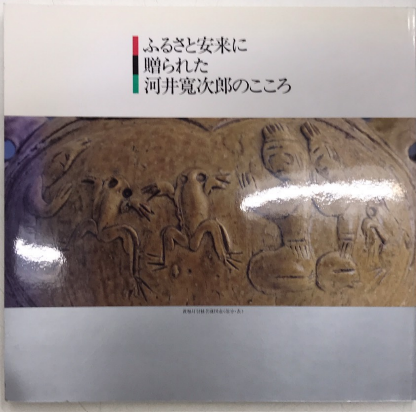 ふるさと安来に
贈られた
河井寬次郎のこころ